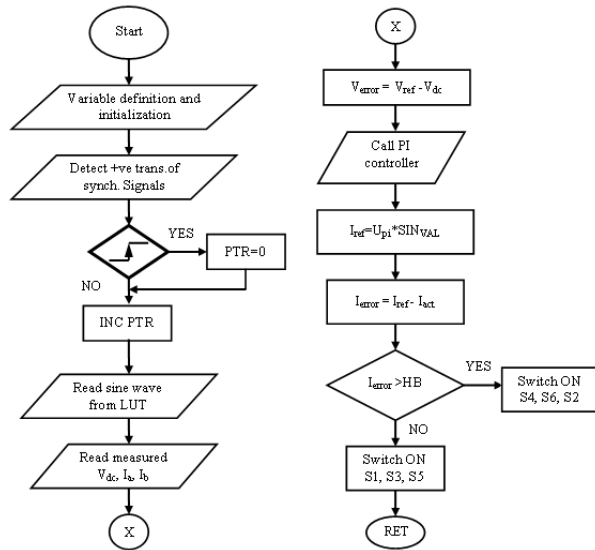 Start
Variable definition and
initialization
Detect +ve trans.of
synch. Signals
YES
PTR=0
NO
INC PTR
Read sine wave
from LUT
Read measured
Vdc, Ia, Ib
X
X
Verror = Vref - Vdc
Call PI
controller
Iref=Upi*SINVAL
Ierror = Iref - Iact
Ierror >HB
YES
Switch ON
S4, S6, S2
NO
Switch ON
S1, S3, S5
RET